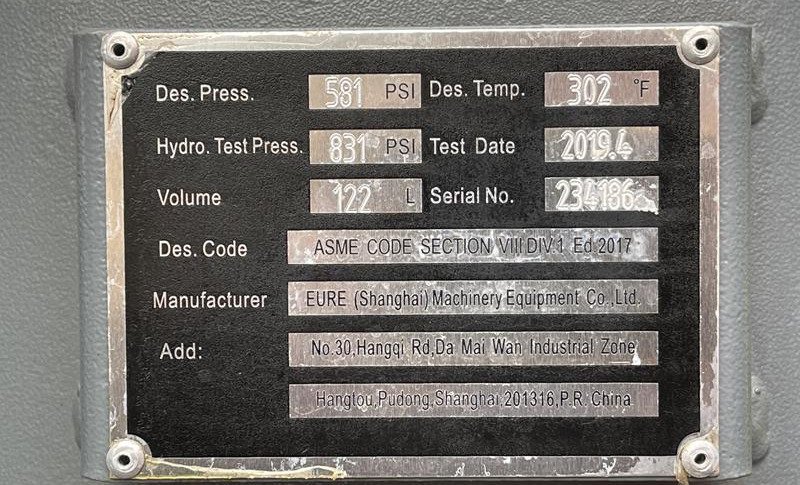 Des. Press. 581 PSI Des. Temp. 302 °F
Hydro. Test Press. 831 PSI Test Date 2019.4
Volume 122 L Serial No. 234186
Des. Code ASME CODE SECTION VIII DIV.1 Ed.2017
Manufacturer EURE (Shanghai) Machinery Equipment Co.,Ltd.
Add: No.30,Hangqi Rd,Da Mai Wan Industrial Zone
Hangtou,Pudong,Shanghai,201316,P.R. China